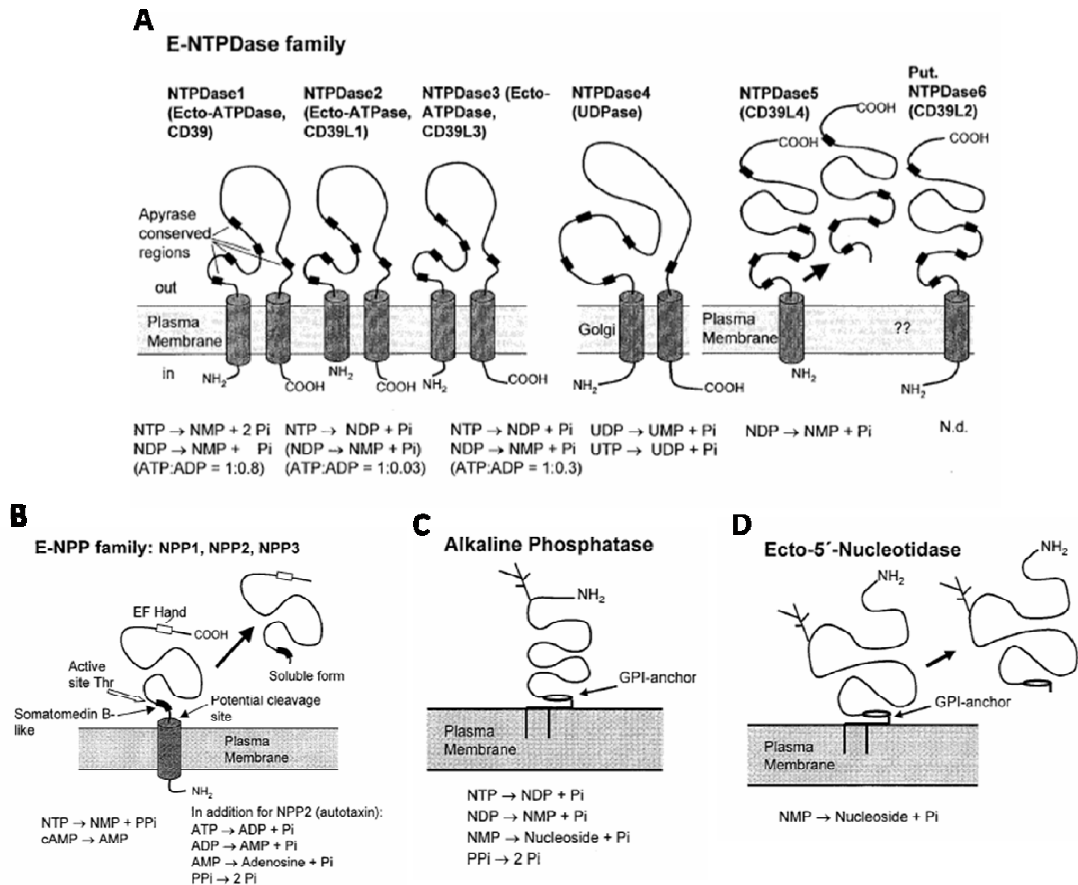 A
E-NTPDase family
NTPDase1
(Ecto-ATPDase,
CD39)
NTPDase2
(Ecto-ATPase,
CD39L1)
NTPDase3 (Ecto-
ATPDase,
CD39L3)
NTPDase4
(UDPase)
NTPDase5
(CD39L4)
Put.
NTPDase6
(CD39L2)
COOH
COOH
COOH
Apyrase
conserved
regions
out
Plasma
Membrane
in
Golgi
Plasma
Membrane
??
NH2
COOH
NH2
COOH
NH2
COOH
NH2
COOH
NH2
NH2
NTP → NMP + 2 Pi
NDP → NMP + Pi
(ATP:ADP = 1:0.8)
NTP → NDP + Pi
(NDP → NMP + Pi)
(ATP:ADP = 1:0.03)
NTP → NDP + Pi
NDP → NMP + Pi
(ATP:ADP = 1:0.3)
UDP → UMP + Pi
UTP → UDP + Pi
NDP → NMP + Pi
N.d.
B
E-NPP family: NPP1, NPP2, NPP3
EF Hand
COOH
Active
site Thr
Soluble form
Somatomedin B-
like
Potential cleavage
site
Plasma
Membrane
NH2
NTP → NMP + PPi
cAMP → AMP
In addition for NPP2 (autotaxin):
ATP → ADP + Pi
ADP → AMP + Pi
AMP → Adenosine + Pi
PPi → 2 Pi
C
Alkaline Phosphatase
NH2
GPI-anchor
Plasma
Membrane
NTP → NDP + Pi
NDP → NMP + Pi
NMP → Nucleoside + Pi
PPi → 2 Pi
D
Ecto-5´-Nucleotidase
NH2
NH2
GPI-anchor
Plasma
Membrane
NMP → Nucleoside + Pi